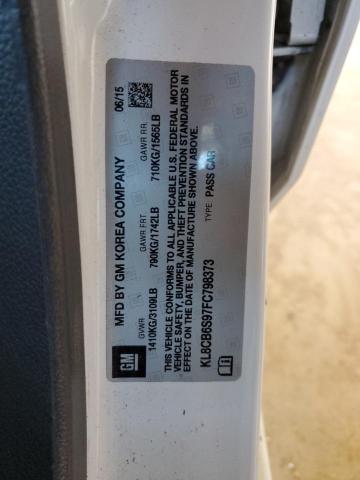 MFD BY GM KOREA COMPANY 06/15
GVWR GAWR FRT GAWR RR
1410KG/3109LB 790KG/1742LB 710KG/1565LB
GM
THIS VEHICLE CONFORMS TO ALL APPLICABLE U.S. FEDERAL MOTOR
VEHICLE SAFETY, BUMPER, AND THEFT PREVENTION STANDARDS IN
EFFECT ON THE DATE OF MANUFACTURE SHOWN ABOVE.
TYPE: PASS CAR
KL8CB6S97FC798373